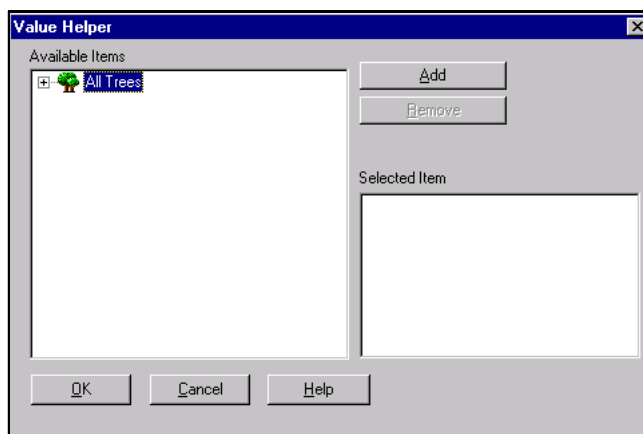 Value Helper
Available Items
All Trees
Add
Remove
Selected Item
OK
Cancel
Help